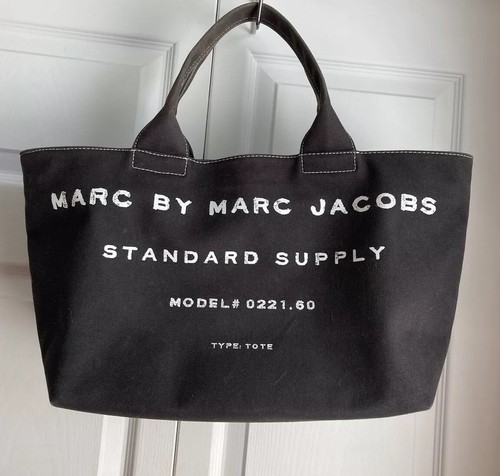 MARC BY MARC JACOBS
STANDARD SUPPLY
MODEL# 0221.60
TYPE: TOTE